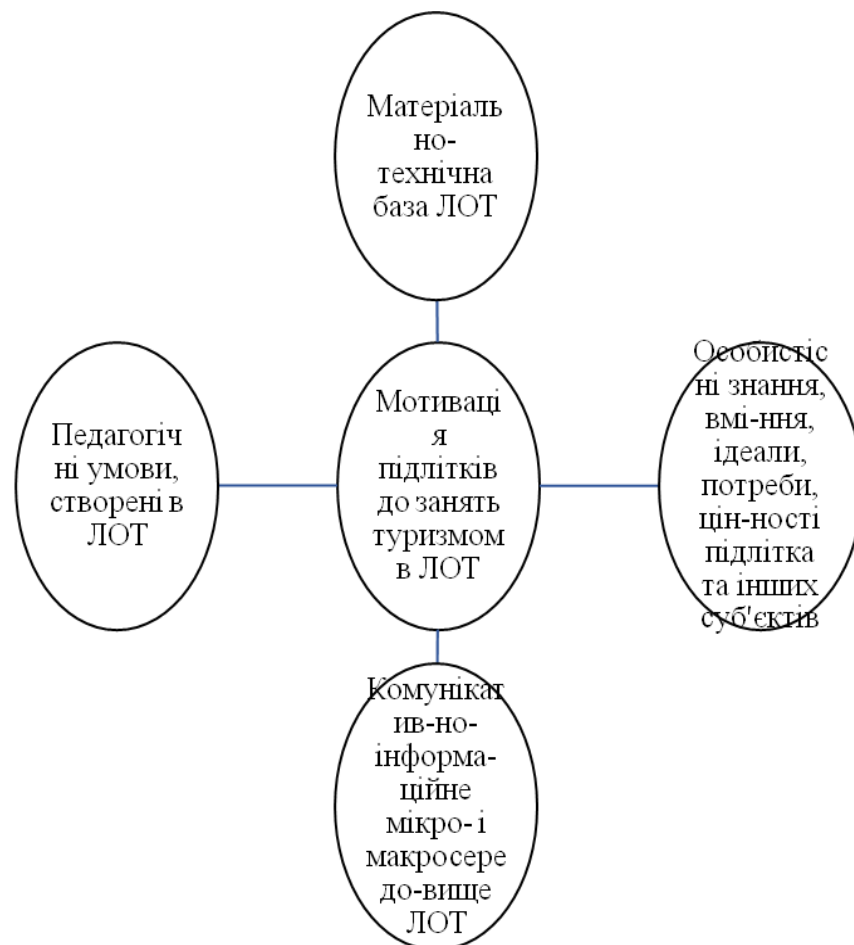 Матеріаль
но-
технічна
база ЛОТ
Педагогіч
ні умови,
створені в
ЛОТ
Мотиваці
я
підлітків
до занять
туризмом
в ЛОТ
Особистіс
ні знання,
вмі-ння,
ідеали,
потреби,
цін-ності
підлітка
та інших
суб'єктів
Комунікат
ив-но-
інформа-
ційне
мікро- і
макросере
до-вище
ЛОТ